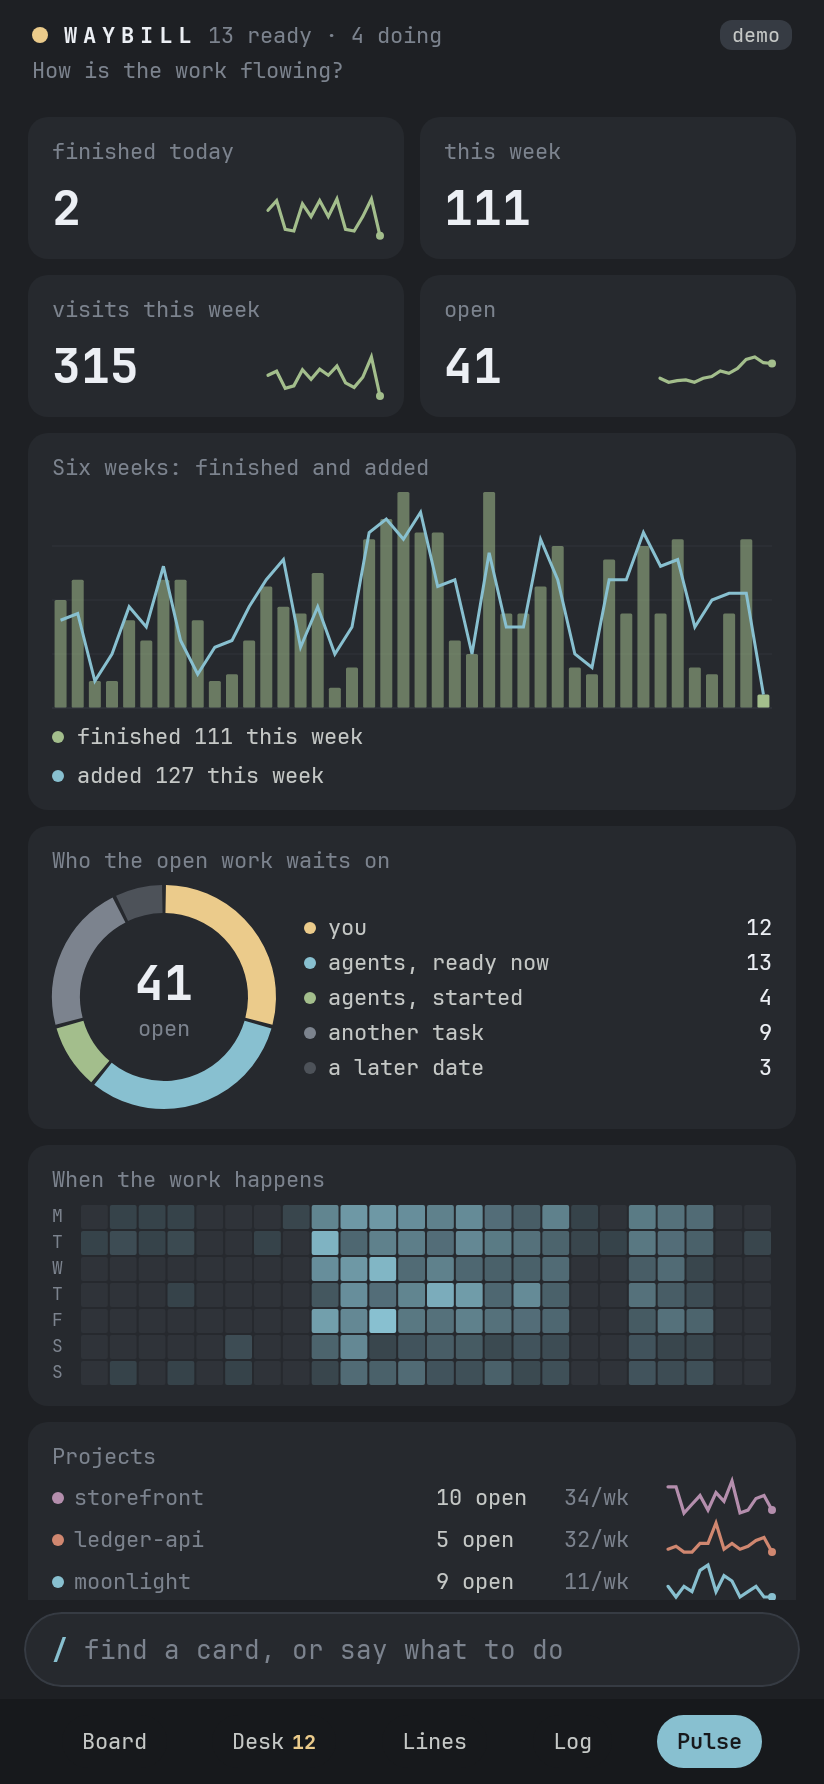 WAYBILL 13 ready · 4 doing demo
How is the work flowing?
finished today
2
this week
111
visits this week
315
open
41
Six weeks: finished and added
finished 111 this week
added 127 this week
Who the open work waits on
41
open
you 12
agents, ready now 13
agents, started 4
another task 9
a later date 3
When the work happens
M
T
W
T
F
S
S
Projects
storefront 10 open 34/wk
ledger-api 5 open 32/wk
moonlight 9 open 11/wk
/ find a card, or say what to do
Board Desk 12 Lines Log Pulse